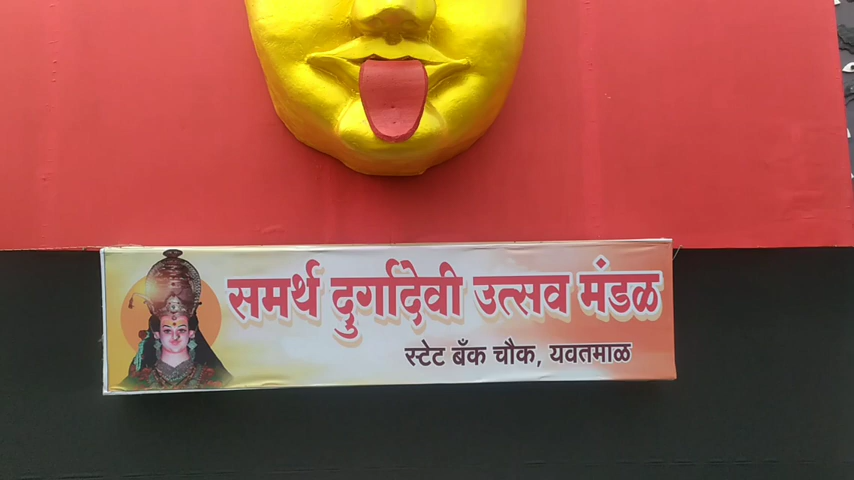 समर्थ दुर्गादेवी उत्सव मंडळ
स्टेट बँक चौक, यवतमाळ